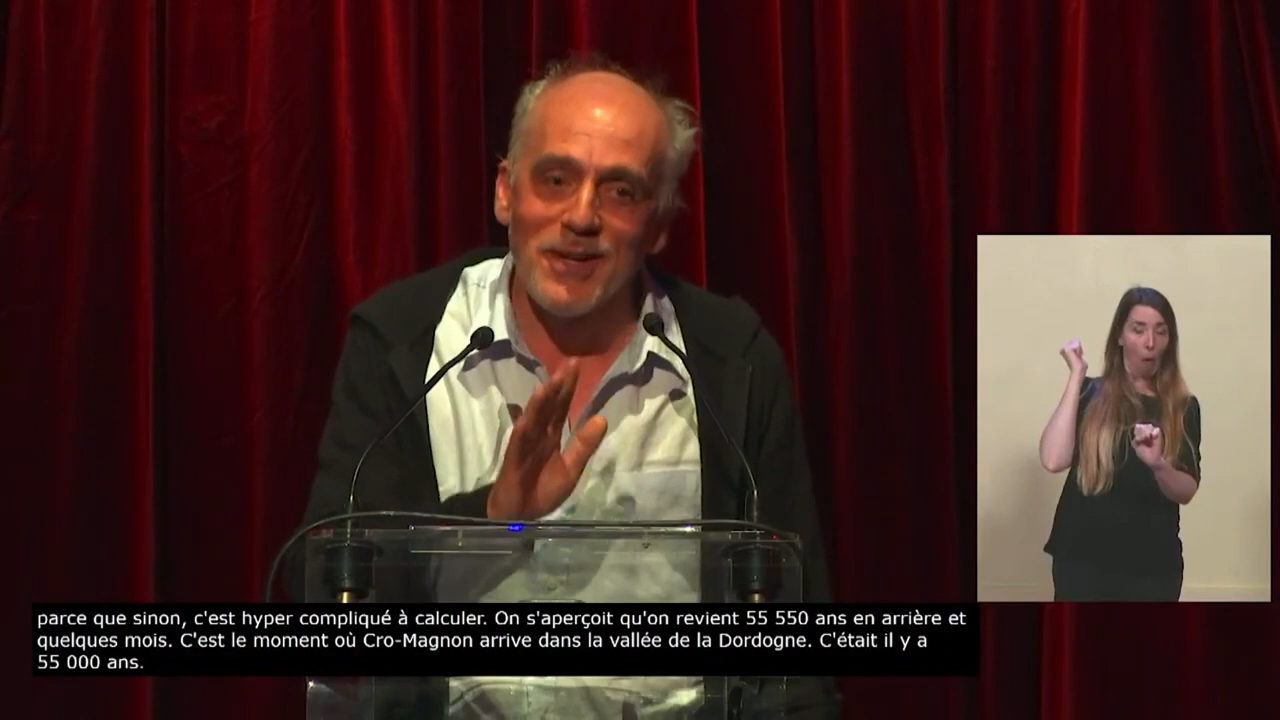 parce que sinon, c'est hyper compliqué à calculer. On s'aperçoit qu'on revient 55 550 ans en arrière et
quelques mois. C'est le moment où Cro-Magnon arrive dans la vallée de la Dordogne. C'était il y a
55 000 ans.